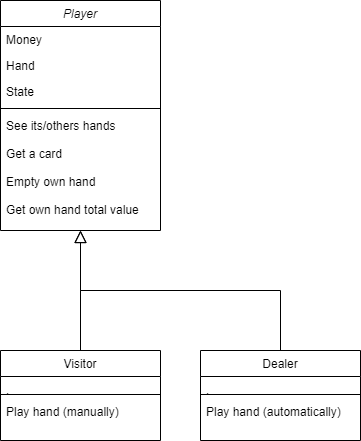 Player
Money
Hand
State
See its/others hands
Get a card
Empty own hand
Get own hand total value
Visitor
.
Play hand (manually)
Dealer
.
Play hand (automatically)